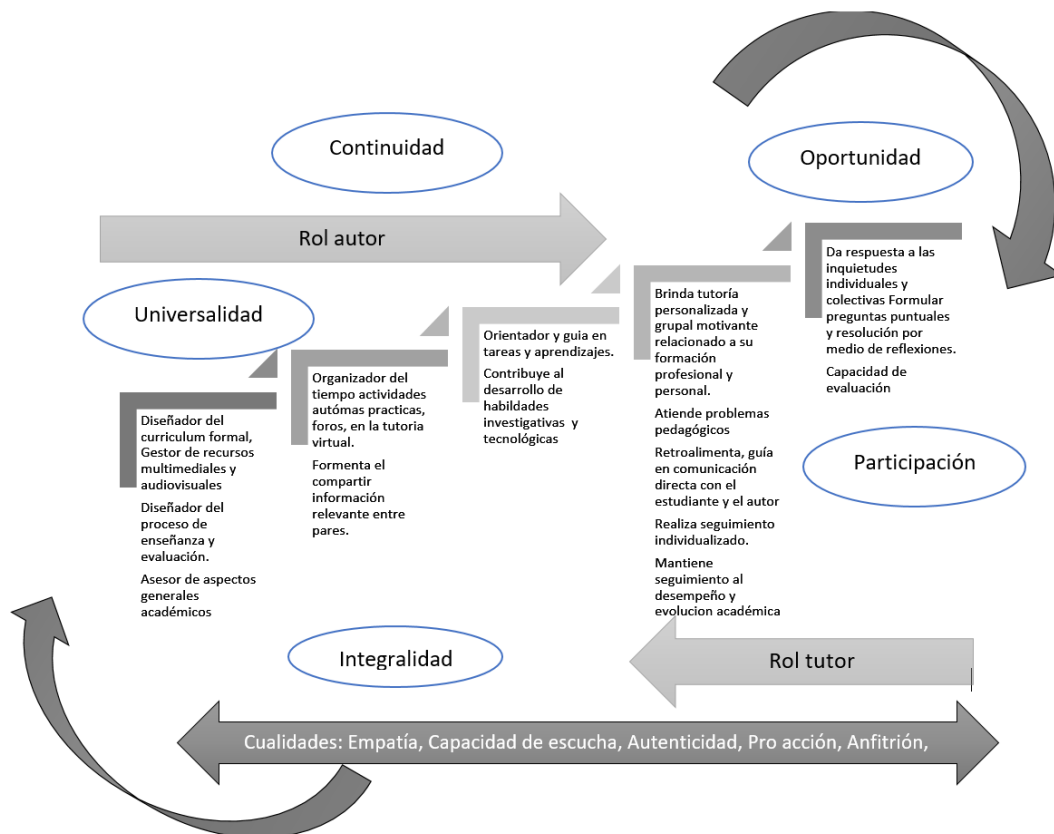 Continuidad
Oportunidad
Rol autor
Universalidad
Diseñador del
curriculum formal,
Gestor de recursos
multimediales y
audiovisuales
Diseñador del
proceso de
enseñanza y
evaluación.
Asesor de aspectos
generales
académicos
Organizador del
tiempo actividades
autómas practicas,
foros, en la tutoria
virtual.
Formenta el
compartir
información
relevante entre
pares.
Orientador y guia en
tareas y aprendizajes.
Contribuye al
desarrollo de
habildades
investigativas y
tecnológicas
Brinda tutoría
personalizada y
grupal motivante
relacionado a su
formación
profesional y
personal.
Atiende problemas
pedagógicos
Retroalimenta, guía
en comunicación
directa con el
estudiante y el autor
Realiza seguimiento
individualizado.
Mantiene
seguimiento al
desempeño y
evolucion académica
Da respuesta a las
inquietudes
individuales y
colectivas Formular
preguntas puntuales
y resolución por
medio de reflexiones.
Capacidad de
evaluación
Participación
Integralidad
Rol tutor
Cualidades: Empatía, Capacidad de escucha, Autenticidad, Pro acción, Anfitrión,